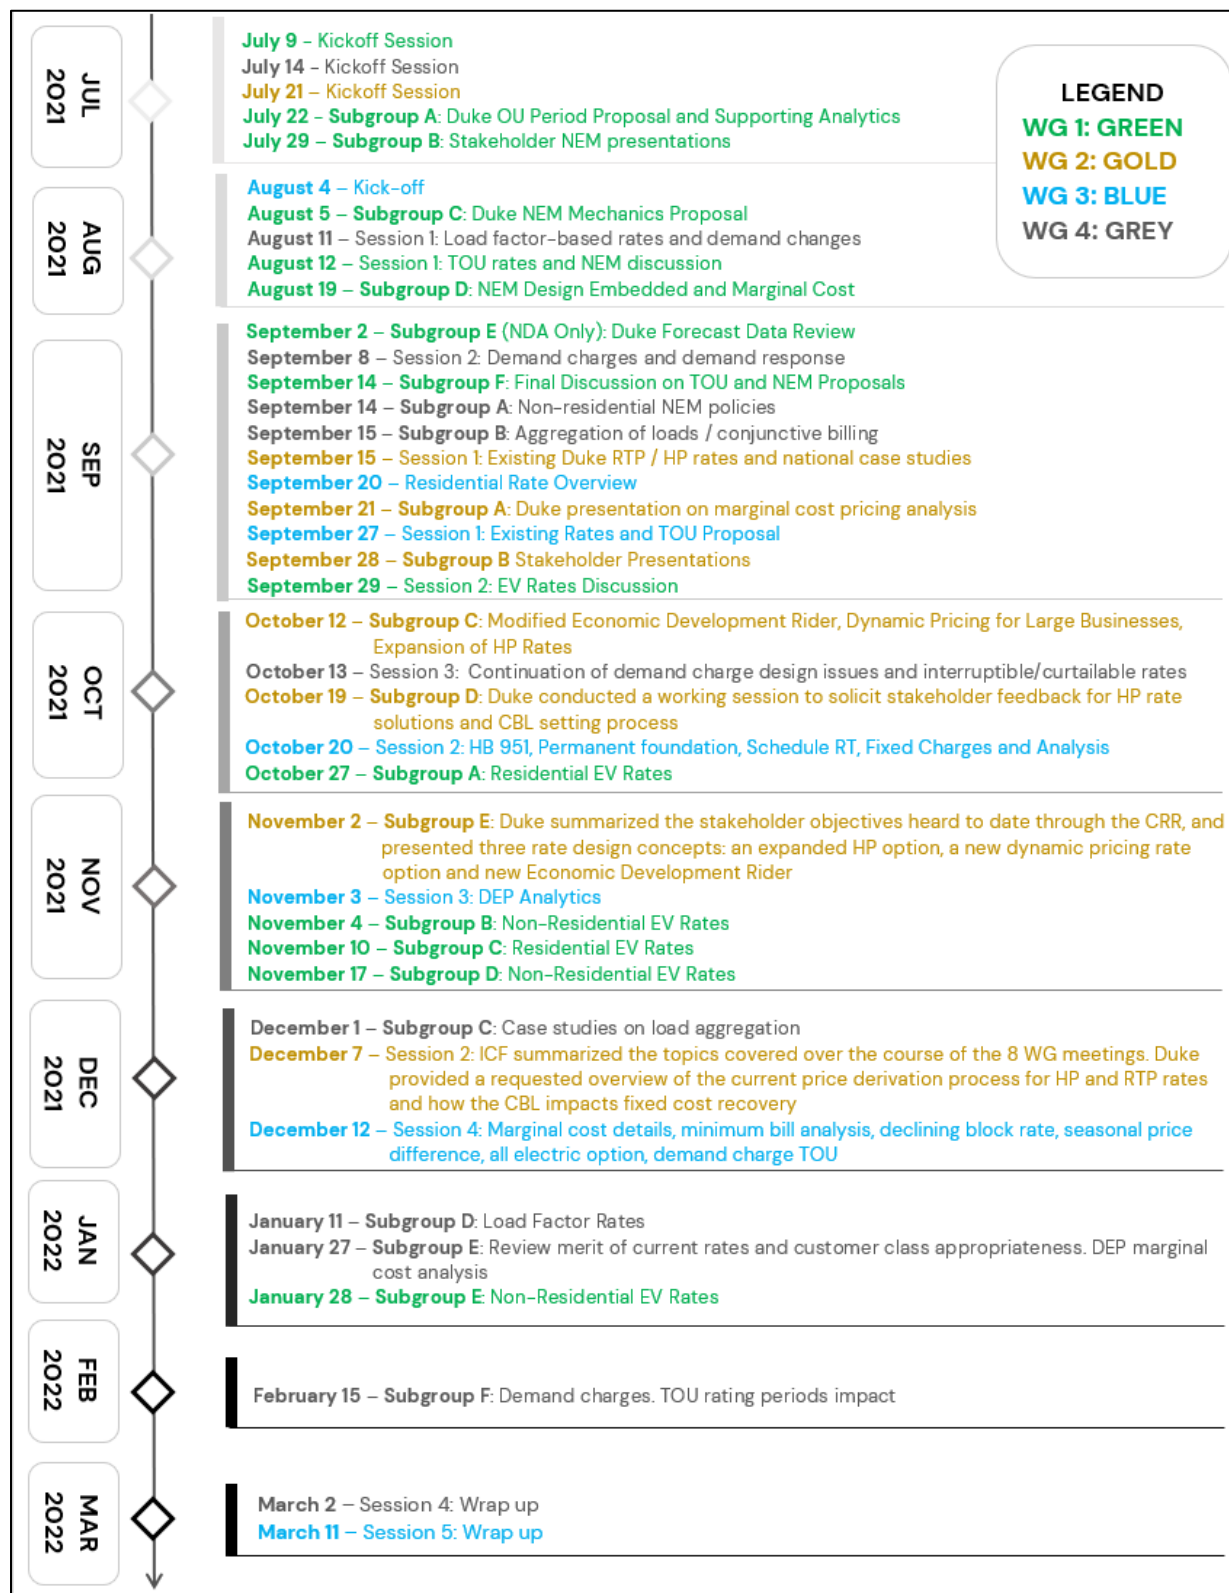 JUL
2021
July 9 - Kickoff Session
July 14 - Kickoff Session
July 21 - Kickoff Session
July 22 - Subgroup A: Duke OU Period Proposal and Supporting Analytics
July 29 - Subgroup B: Stakeholder NEM presentations
LEGEND
WG 1: GREEN
WG 2: GOLD
WG 3: BLUE
WG 4: GREY
AUG
2021
August 4 – Kick-off
August 5 – Subgroup C: Duke NEM Mechanics Proposal
August 11 – Session 1: Load factor-based rates and demand changes
August 12 – Session 1: TOU rates and NEM discussion
August 19 – Subgroup D: NEM Design Embedded and Marginal Cost
SEP
2021
September 2 – Subgroup E (NDA Only): Duke Forecast Data Review
September 8 – Session 2: Demand charges and demand response
September 14 – Subgroup F: Final Discussion on TOU and NEM Proposals
September 14 – Subgroup A: Non-residential NEM policies
September 15 – Subgroup B: Aggregation of loads / conjunctive billing
September 15 – Session 1: Existing Duke RTP / HP rates and national case studies
September 20 – Residential Rate Overview
September 21 – Subgroup A: Duke presentation on marginal cost pricing analysis
September 27 – Session 1: Existing Rates and TOU Proposal
September 28 – Subgroup B Stakeholder Presentations
September 29 – Session 2: EV Rates Discussion
OCT
2021
October 12 – Subgroup C: Modified Economic Development Rider, Dynamic Pricing for Large Businesses,
Expansion of HP Rates
October 13 – Session 3: Continuation of demand charge design issues and interruptible/curtailable rates
October 19 – Subgroup D: Duke conducted a working session to solicit stakeholder feedback for HP rate
solutions and CBL setting process
October 20 – Session 2: HB 951, Permanent foundation, Schedule RT, Fixed Charges and Analysis
October 27 – Subgroup A: Residential EV Rates
NOV
2021
November 2 – Subgroup E: Duke summarized the stakeholder objectives heard to date through the CRR, and
presented three rate design concepts: an expanded HP option, a new dynamic pricing rate
option and new Economic Development Rider
November 3 – Session 3: DEP Analytics
November 4 – Subgroup B: Non-Residential EV Rates
November 10 – Subgroup C: Residential EV Rates
November 17 – Subgroup D: Non-Residential EV Rates
DEC
2021
December 1 – Subgroup C: Case studies on load aggregation
December 7 – Session 2: ICF summarized the topics covered over the course of the 8 WG meetings. Duke
provided a requested overview of the current price derivation process for HP and RTP rates
and how the CBL impacts fixed cost recovery
December 12 – Session 4: Marginal cost details, minimum bill analysis, declining block rate, seasonal price
difference, all electric option, demand charge TOU
JAN
2022
January 11 – Subgroup D: Load Factor Rates
January 27 – Subgroup E: Review merit of current rates and customer class appropriateness. DEP marginal
cost analysis
January 28 – Subgroup E: Non-Residential EV Rates
FEB
2022
February 15 – Subgroup F: Demand charges. TOU rating periods impact
MAR
2022
March 2 – Session 4: Wrap up
March 11 – Session 5: Wrap up